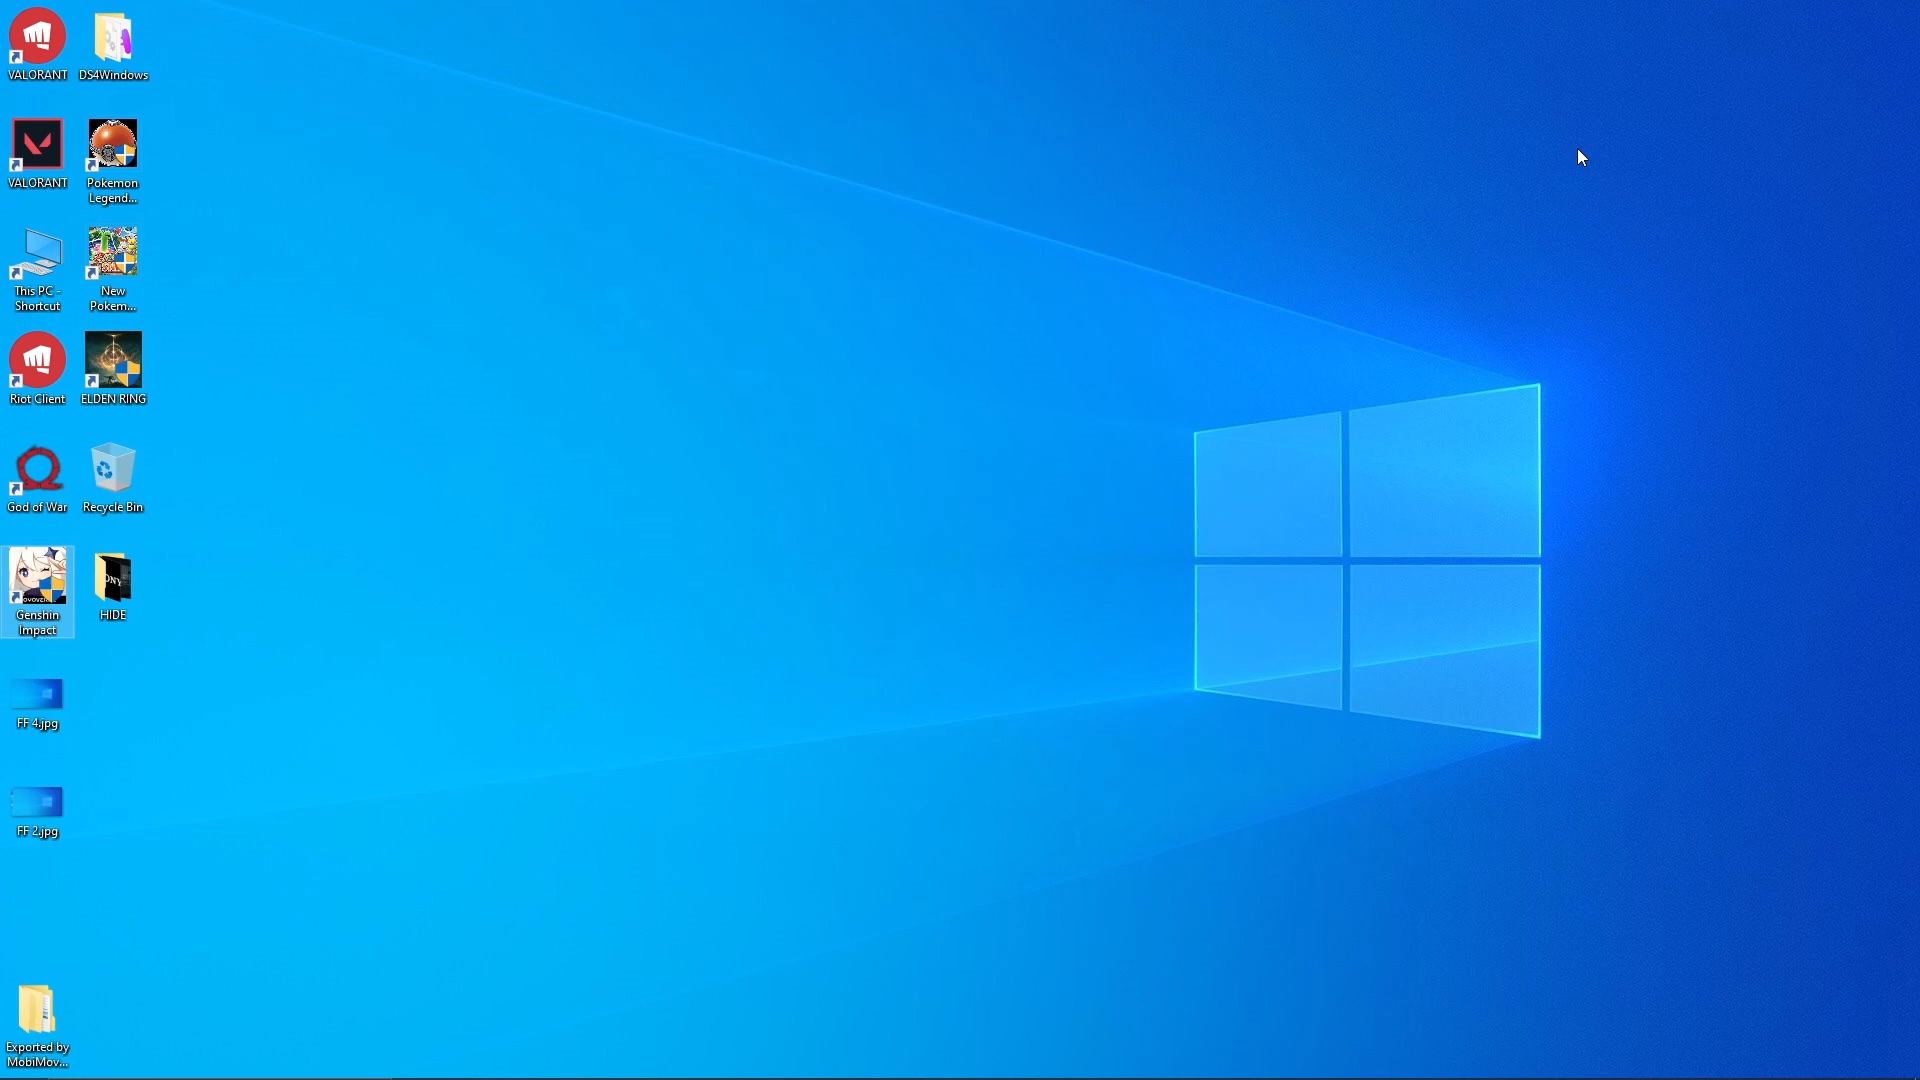 VALORANT
DS4Windows
VALORANT
Pokemon
Legend...
This PC -
Shortcut
New
Pokem...
Riot Client
ELDEN RING
God of War
Recycle Bin
Genshin
Impact
HIDE
FF 4.jpg
FF 2.jpg
Exported by
MobiMov...